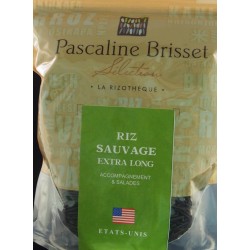 Pascaline Brisset
Sélection
• LA RIZOTHÈQUE •
RIZ
SAUVAGE
EXTRA LONG
ACCOMPAGNEMENT
& SALADES
ETATS-UNIS